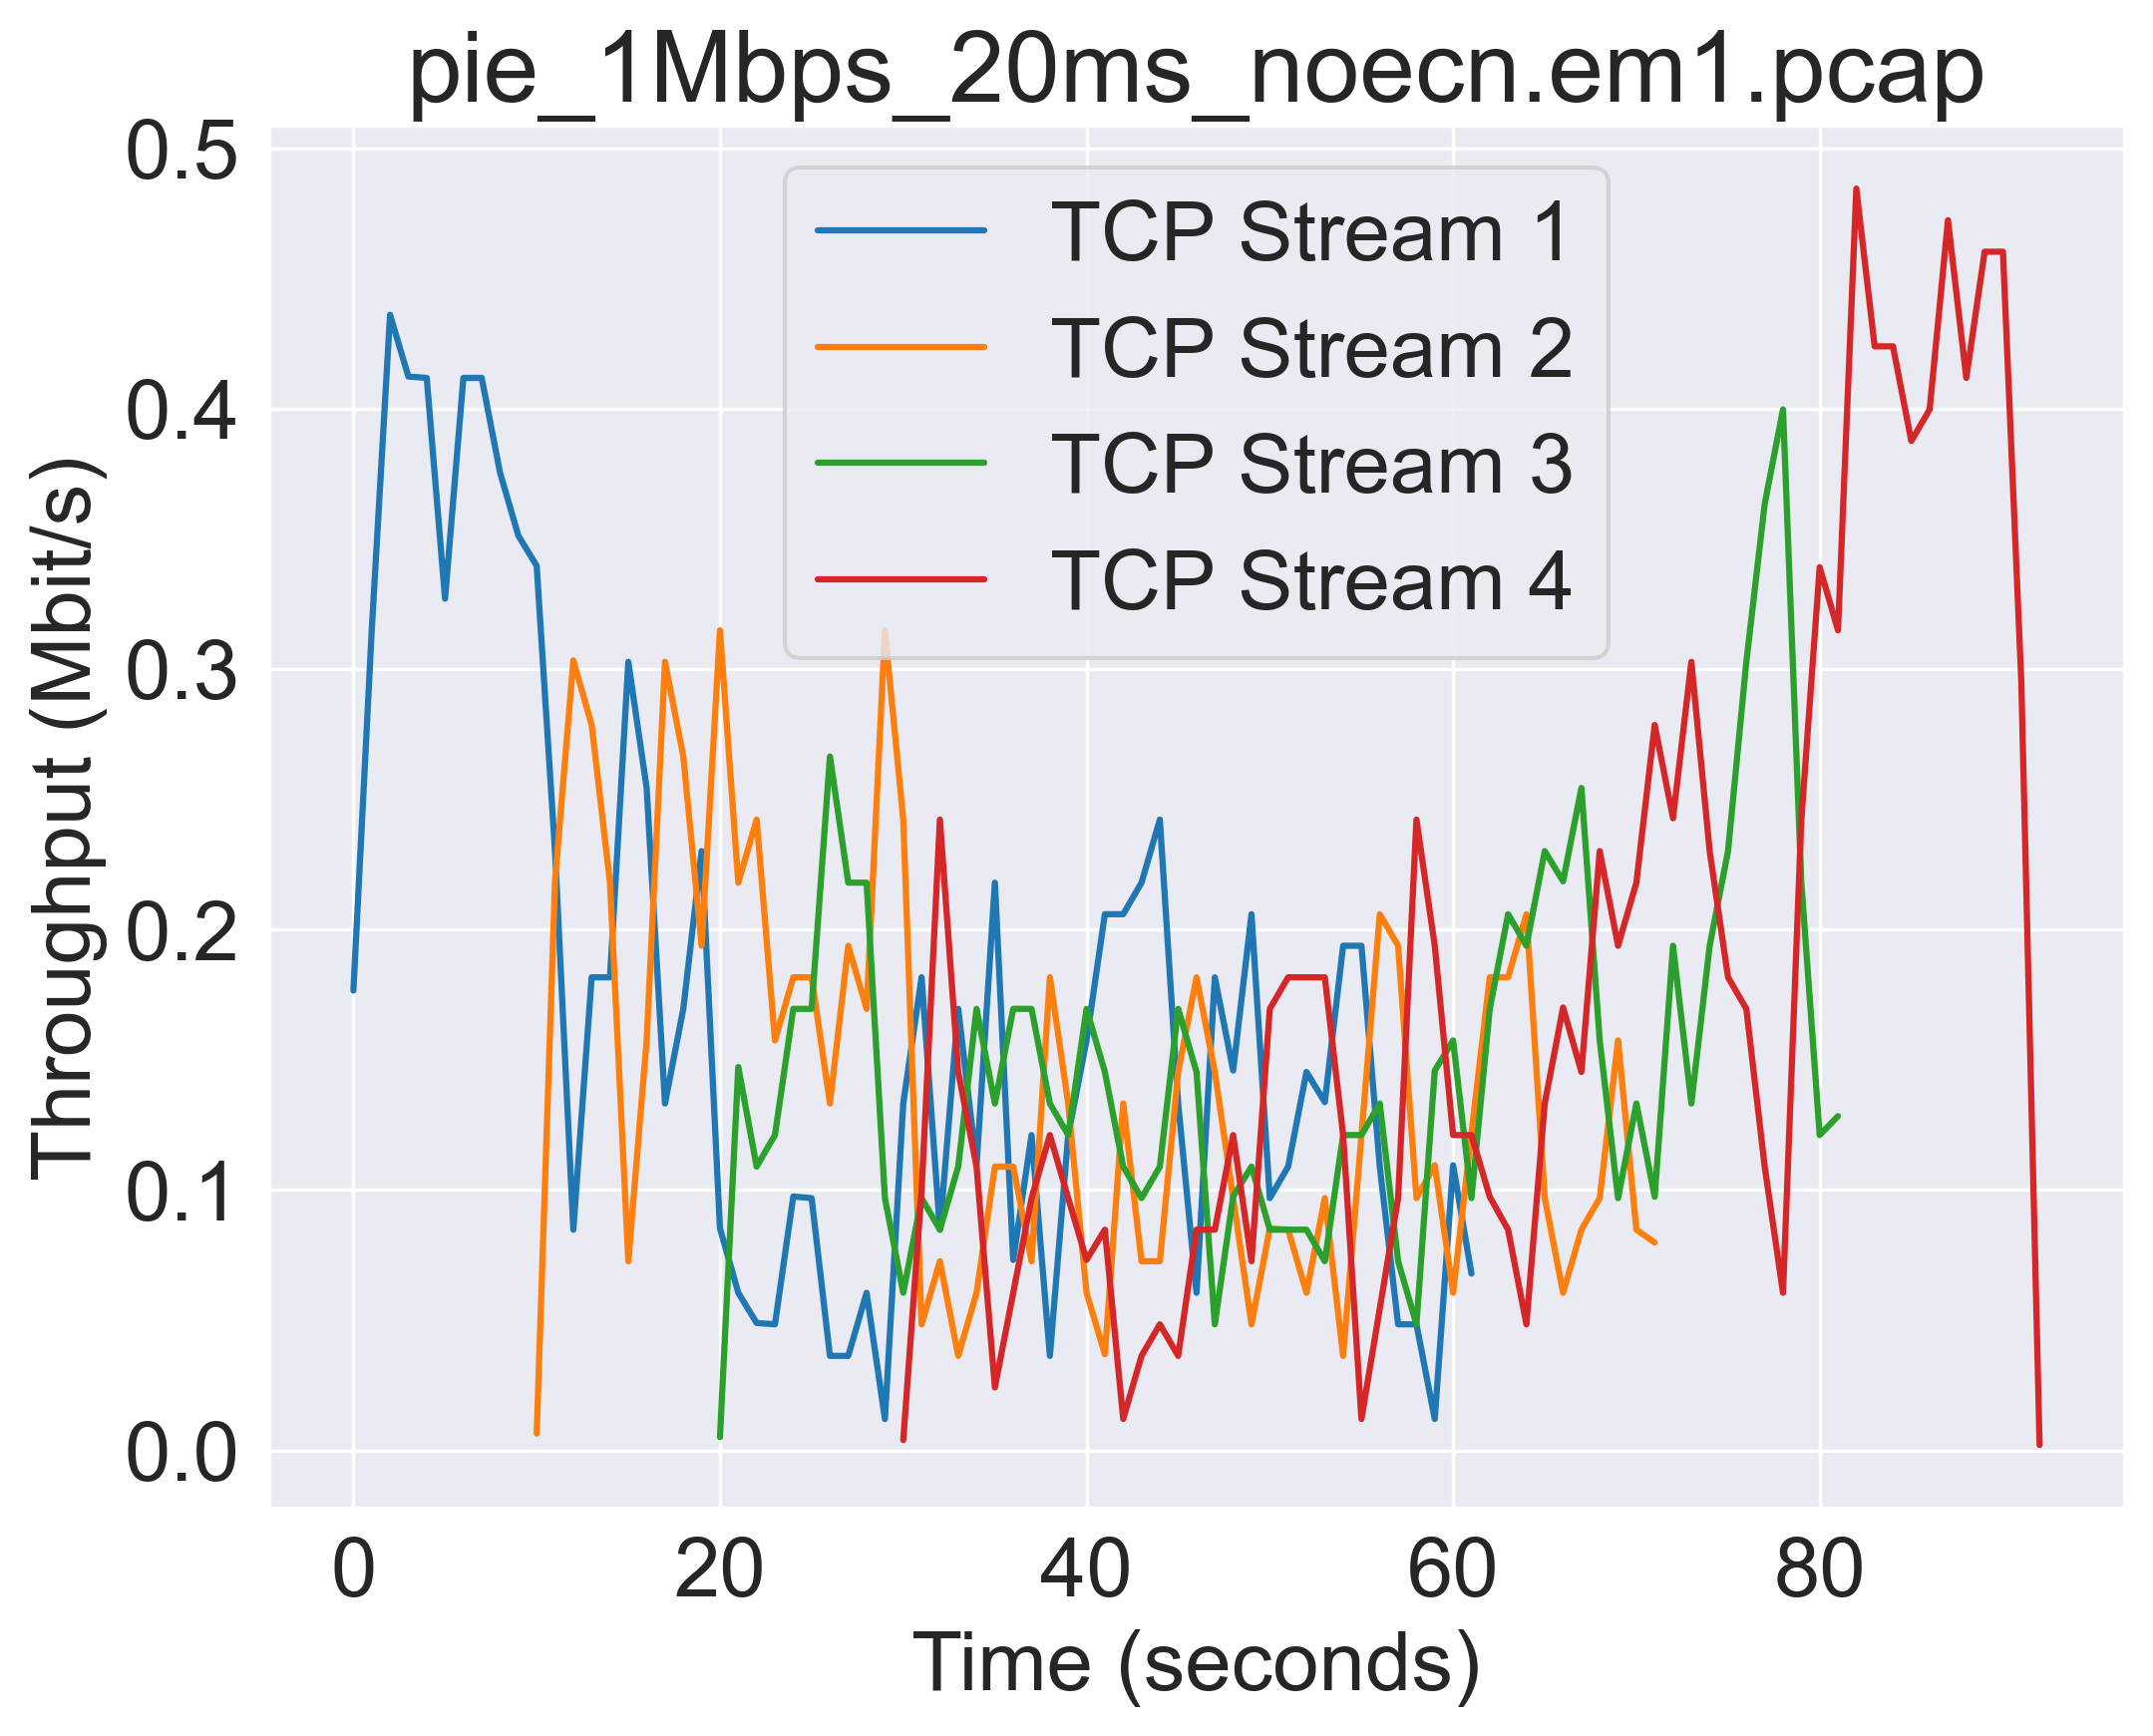 pie_1Mbps_20ms_noecn.em1.pcap
0.5
0.4
0.3
0.2
0.1
0.0
Throughput (Mbit/s)
TCP Stream 1
TCP Stream 2
TCP Stream 3
TCP Stream 4
0 20 40 60 80
Time (seconds)